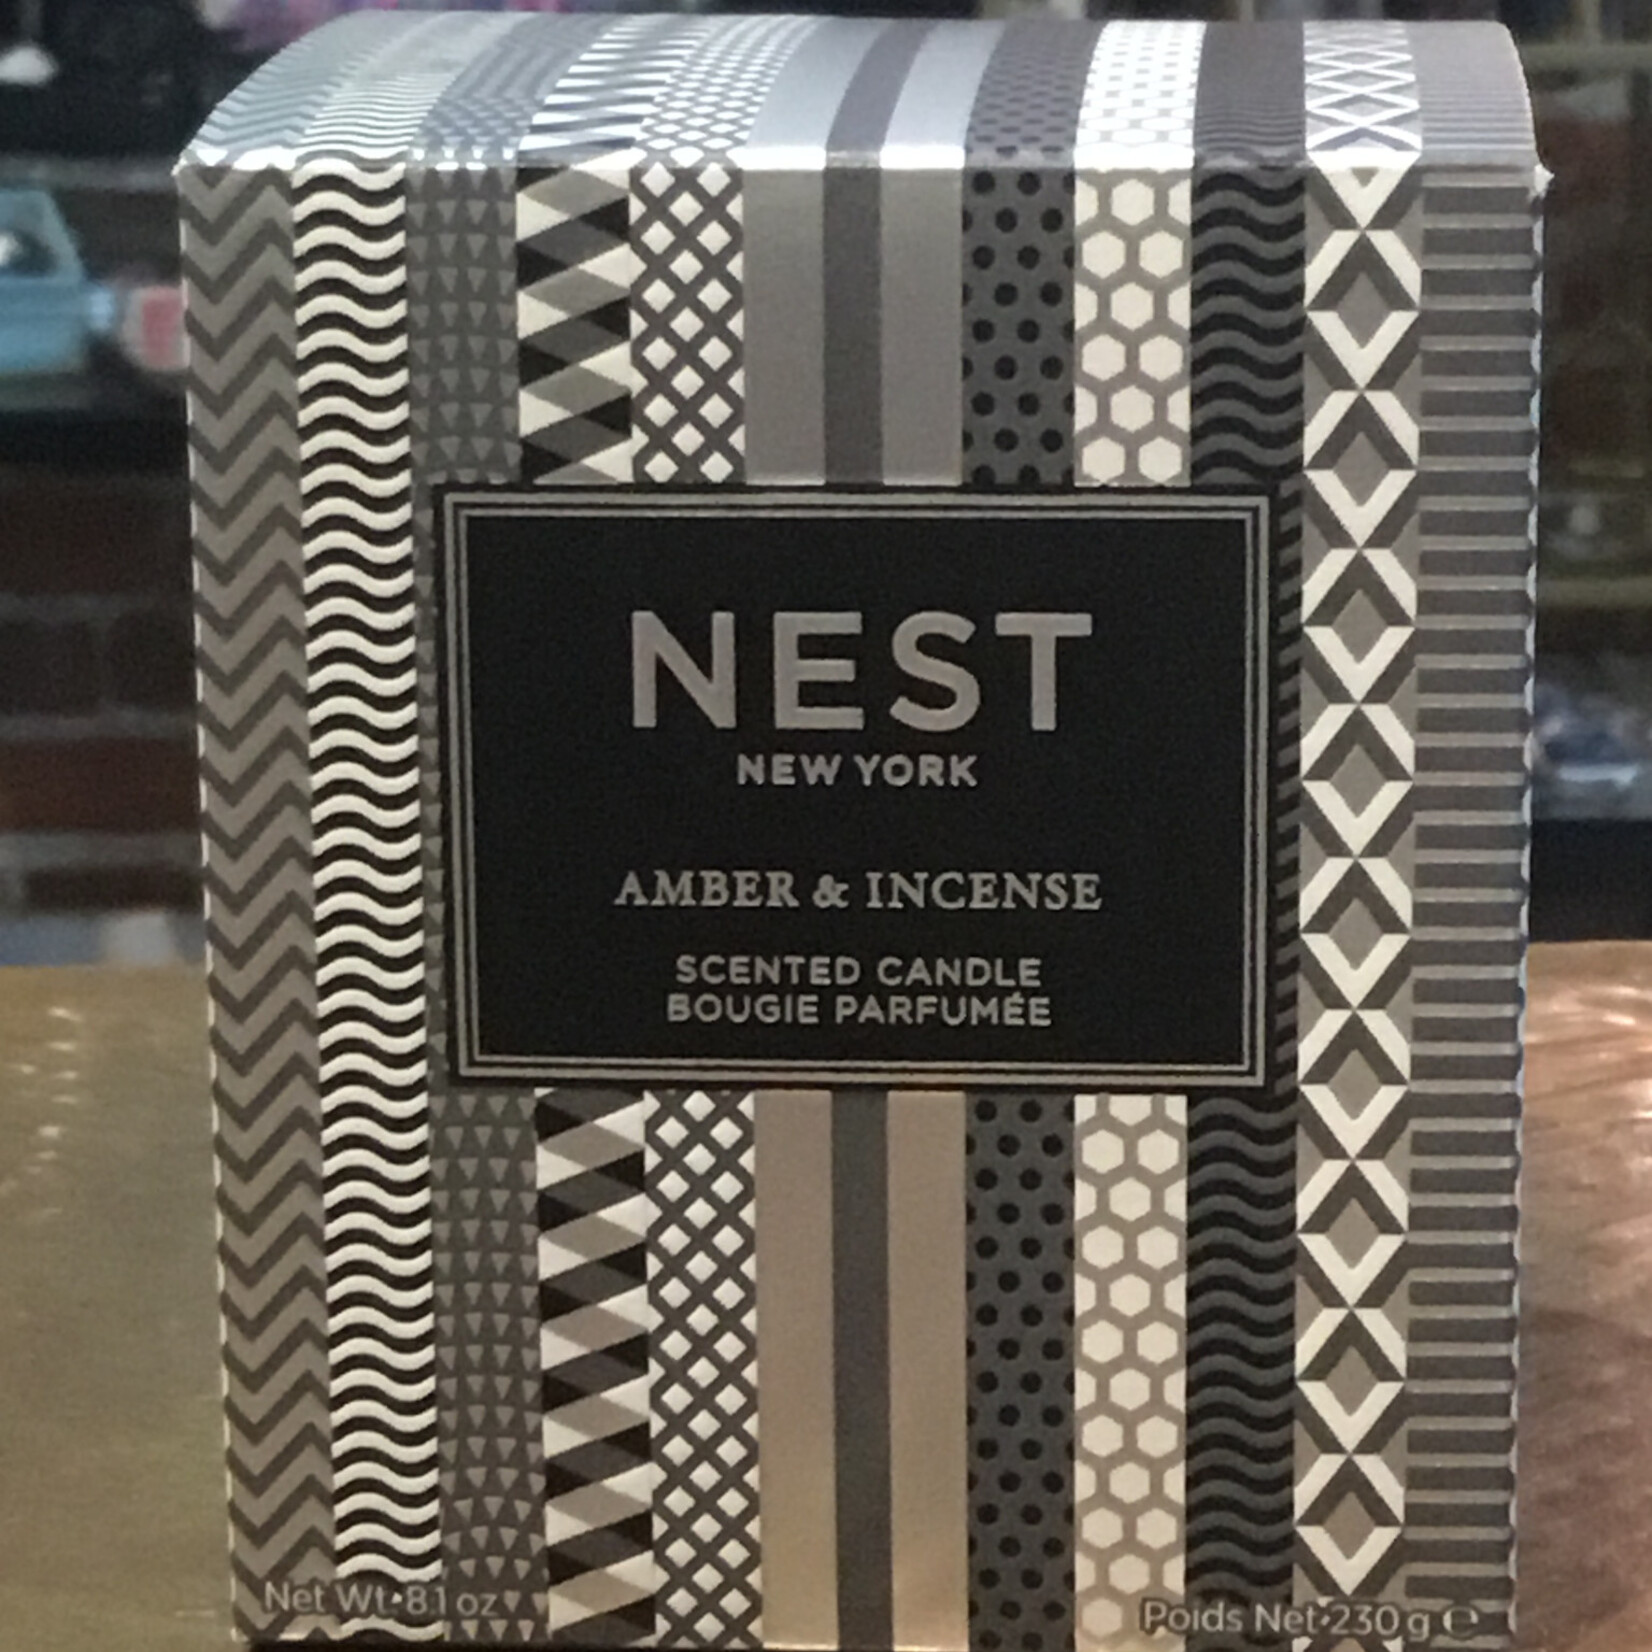 NEST
NEW YORK
AMBER & INCENSE
SCENTED CANDLE
BOUGIE PARFUMÉE
Net Wt. 8.1 oz
Poids Net 230 g ℮